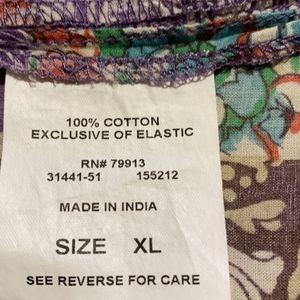 100% COTTON
EXCLUSIVE OF ELASTIC
RN# 79913
31441-51 155212
MADE IN INDIA
SIZE XL
SEE REVERSE FOR CARE